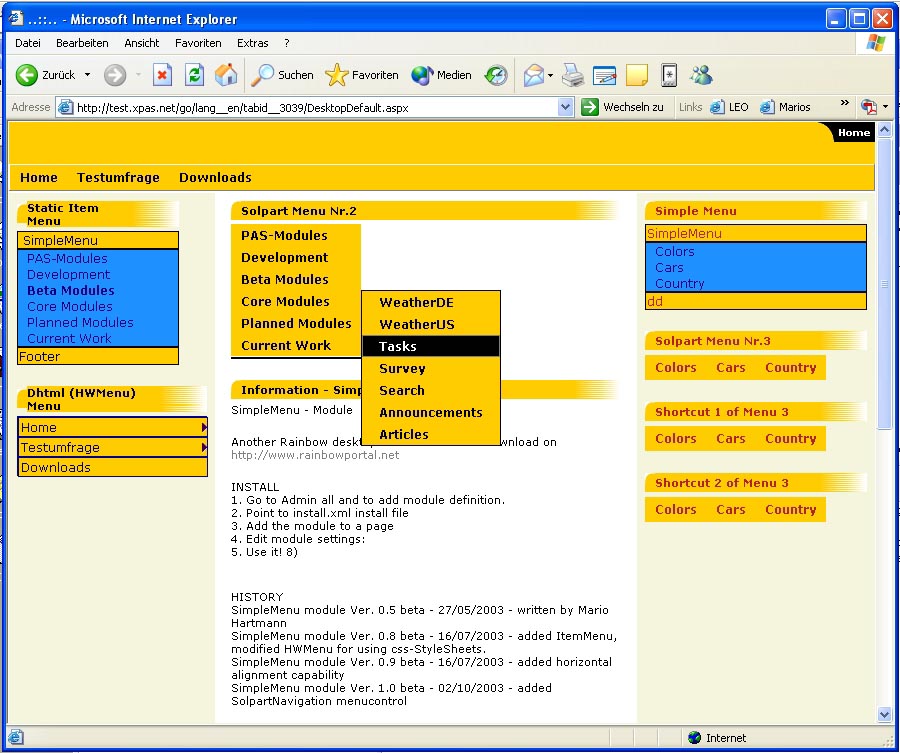 ..::.. - Microsoft Internet Explorer
Datei Bearbeiten Ansicht Favoriten Extras ?
Zurück Suchen Favoriten Medien
Adresse http://test.xpas.net/go/lang__en/tabid__3039/DesktopDefault.aspx Wechseln zu Links LEO Marios »
Home
Home Testumfrage Downloads
Static Item
Menu
SimpleMenu
PAS-Modules
Development
Beta Modules
Core Modules
Planned Modules
Current Work
Footer
Dhtml (HWMenu)
Menu
Home
Testumfrage
Downloads
Solpart Menu Nr.2
PAS-Modules
Development
Beta Modules
Core Modules
Planned Modules
Current Work
WeatherDE
WeatherUS
Tasks
Survey
Search
Announcements
Articles
Information - Simp
SimpleMenu - Module
Another Rainbow deskt wnload on
http://www.rainbowportal.net
INSTALL
1. Go to Admin all and to add module definition.
2. Point to install.xml install file
3. Add the module to a page
4. Edit module settings:
5. Use it! 8)
HISTORY
SimpleMenu module Ver. 0.5 beta - 27/05/2003 - written by Mario
Hartmann
SimpleMenu module Ver. 0.8 beta - 16/07/2003 - added ItemMenu,
modified HWMenu for using css-StyleSheets.
SimpleMenu module Ver. 0.9 beta - 16/07/2003 - added horizontal
alignment capability
SimpleMenu module Ver. 1.0 beta - 02/10/2003 - added
SolpartNavigation menucontrol
Simple Menu
SimpleMenu
Colors
Cars
Country
dd
Solpart Menu Nr.3
Colors Cars Country
Shortcut 1 of Menu 3
Colors Cars Country
Shortcut 2 of Menu 3
Colors Cars Country
Internet